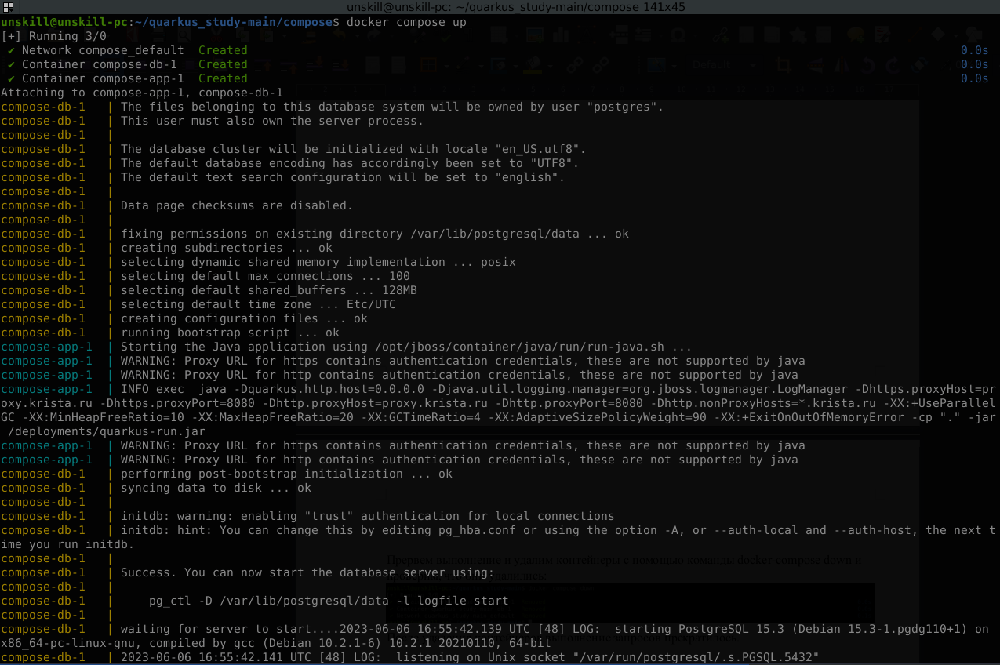 unskill@unskill-pc: ~/quarkus_study-main/compose 141x45
unskill@unskill-pc:~/quarkus_study-main/compose$ docker compose up
[+] Running 3/0
✔ Network compose_default  Created 0.0s
✔ Container compose-db-1  Created 0.0s
✔ Container compose-app-1  Created 0.0s
Attaching to compose-app-1, compose-db-1
compose-db-1   | The files belonging to this database system will be owned by user "postgres".
compose-db-1   | This user must also own the server process.
compose-db-1   |
compose-db-1   | The database cluster will be initialized with locale "en_US.utf8".
compose-db-1   | The default database encoding has accordingly been set to "UTF8".
compose-db-1   | The default text search configuration will be set to "english".
compose-db-1   |
compose-db-1   | Data page checksums are disabled.
compose-db-1   |
compose-db-1   | fixing permissions on existing directory /var/lib/postgresql/data ... ok
compose-db-1   | creating subdirectories ... ok
compose-db-1   | selecting dynamic shared memory implementation ... posix
compose-db-1   | selecting default max_connections ... 100
compose-db-1   | selecting default shared_buffers ... 128MB
compose-db-1   | selecting default time zone ... Etc/UTC
compose-db-1   | creating configuration files ... ok
compose-db-1   | running bootstrap script ... ok
compose-app-1  | Starting the Java application using /opt/jboss/container/java/run/run-java.sh ...
compose-app-1  | WARNING: Proxy URL for https contains authentication credentials, these are not supported by java
compose-app-1  | WARNING: Proxy URL for http contains authentication credentials, these are not supported by java
compose-app-1  | INFO exec  java -Dquarkus.http.host=0.0.0.0 -Djava.util.logging.manager=org.jboss.logmanager.LogManager -Dhttps.proxyHost=pr
oxy.krista.ru -Dhttps.proxyPort=8080 -Dhttp.proxyHost=proxy.krista.ru -Dhttp.proxyPort=8080 -Dhttp.nonProxyHosts=*.krista.ru -XX:+UseParallel
GC -XX:MinHeapFreeRatio=10 -XX:MaxHeapFreeRatio=20 -XX:GCTimeRatio=4 -XX:AdaptiveSizePolicyWeight=90 -XX:+ExitOnOutOfMemoryError -cp "." -jar
/deployments/quarkus-run.jar
compose-app-1  | WARNING: Proxy URL for https contains authentication credentials, these are not supported by java
compose-app-1  | WARNING: Proxy URL for http contains authentication credentials, these are not supported by java
compose-db-1   | performing post-bootstrap initialization ... ok
compose-db-1   | syncing data to disk ... ok
compose-db-1   |
compose-db-1   | initdb: warning: enabling "trust" authentication for local connections
compose-db-1   | initdb: hint: You can change this by editing pg_hba.conf or using the option -A, or --auth-local and --auth-host, the next t
ime you run initdb.
compose-db-1   |
compose-db-1   | Success. You can now start the database server using:
compose-db-1   |
compose-db-1   |     pg_ctl -D /var/lib/postgresql/data -l logfile start
compose-db-1   |
compose-db-1   | waiting for server to start....2023-06-06 16:55:42.139 UTC [48] LOG:  starting PostgreSQL 15.3 (Debian 15.3-1.pgdg110+1) on
x86_64-pc-linux-gnu, compiled by gcc (Debian 10.2.1-6) 10.2.1 20210110, 64-bit
compose-db-1   | 2023-06-06 16:55:42.141 UTC [48] LOG:  listening on Unix socket "/var/run/postgresql/.s.PGSQL.5432"
Default
Прервем выполнение и удалим контейнеры с помощью команды docker-compose down и
выполнение запросов прекратилось